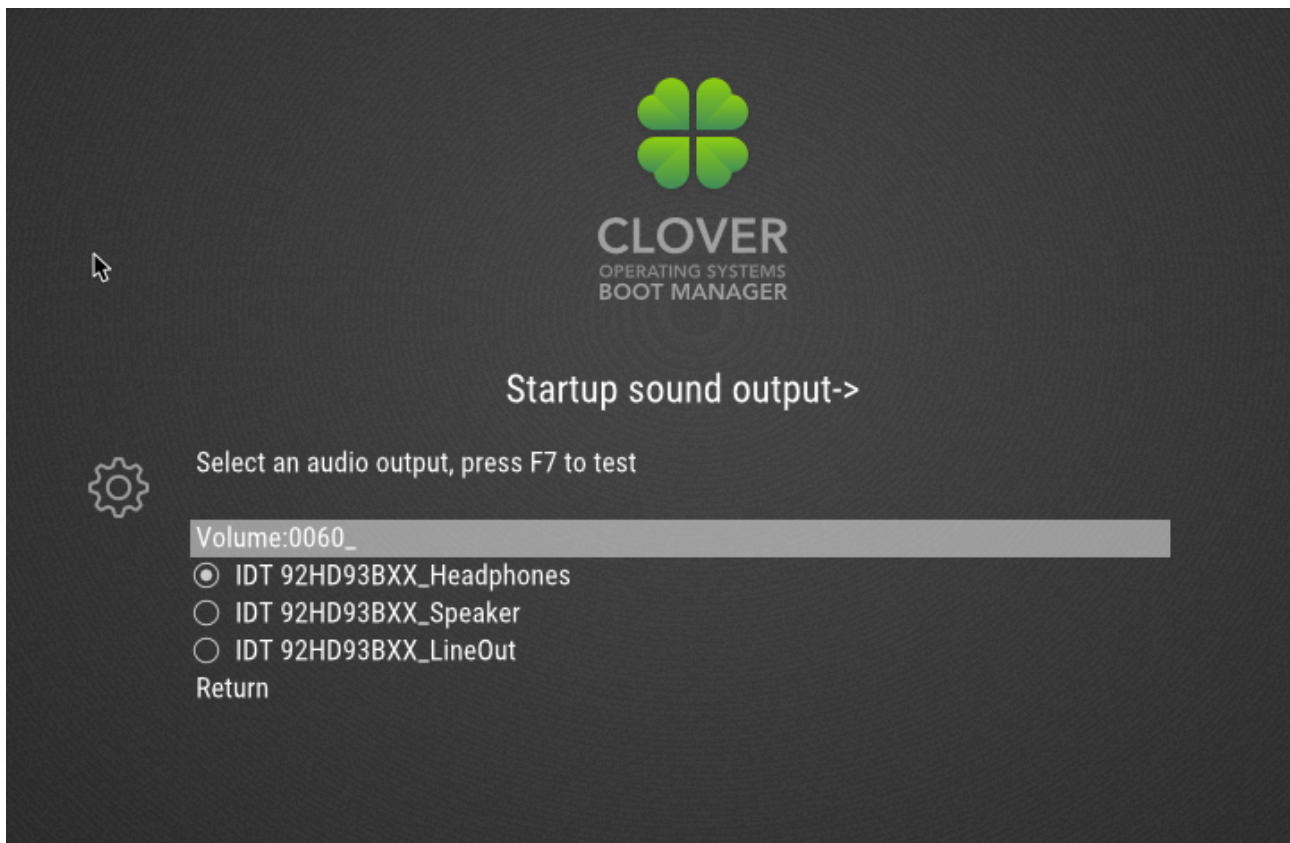 CLOVER
OPERATING SYSTEMS
BOOT MANAGER
Startup sound output->
Select an audio output, press F7 to test
Volume:0060_
IDT 92HD93BXX_Headphones
IDT 92HD93BXX_Speaker
IDT 92HD93BXX_LineOut
Return